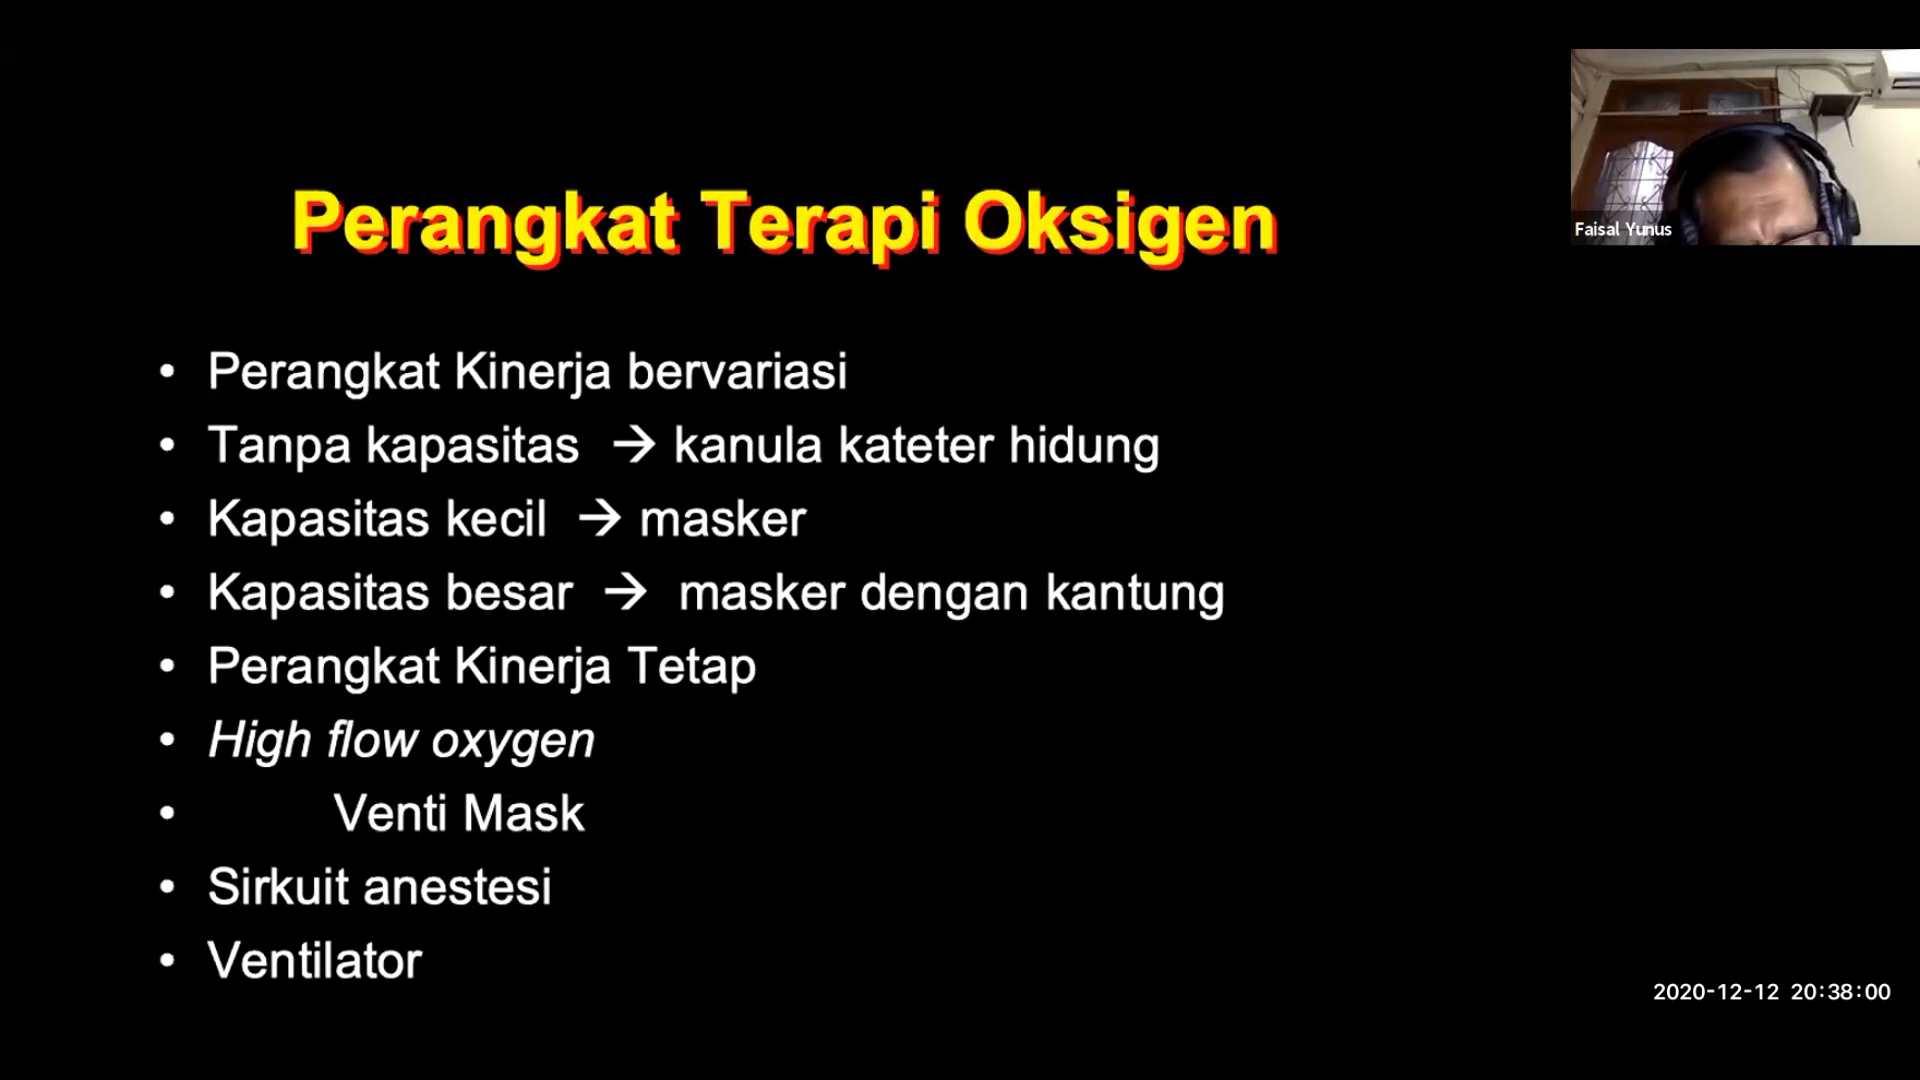 Perangkat Terapi Oksigen
Faisal Yunus
• Perangkat Kinerja bervariasi
• Tanpa kapasitas → kanula kateter hidung
• Kapasitas kecil → masker
• Kapasitas besar → masker dengan kantung
• Perangkat Kinerja Tetap
• High flow oxygen
• Venti Mask
• Sirkuit anestesi
• Ventilator
2020-12-12 20:38:00